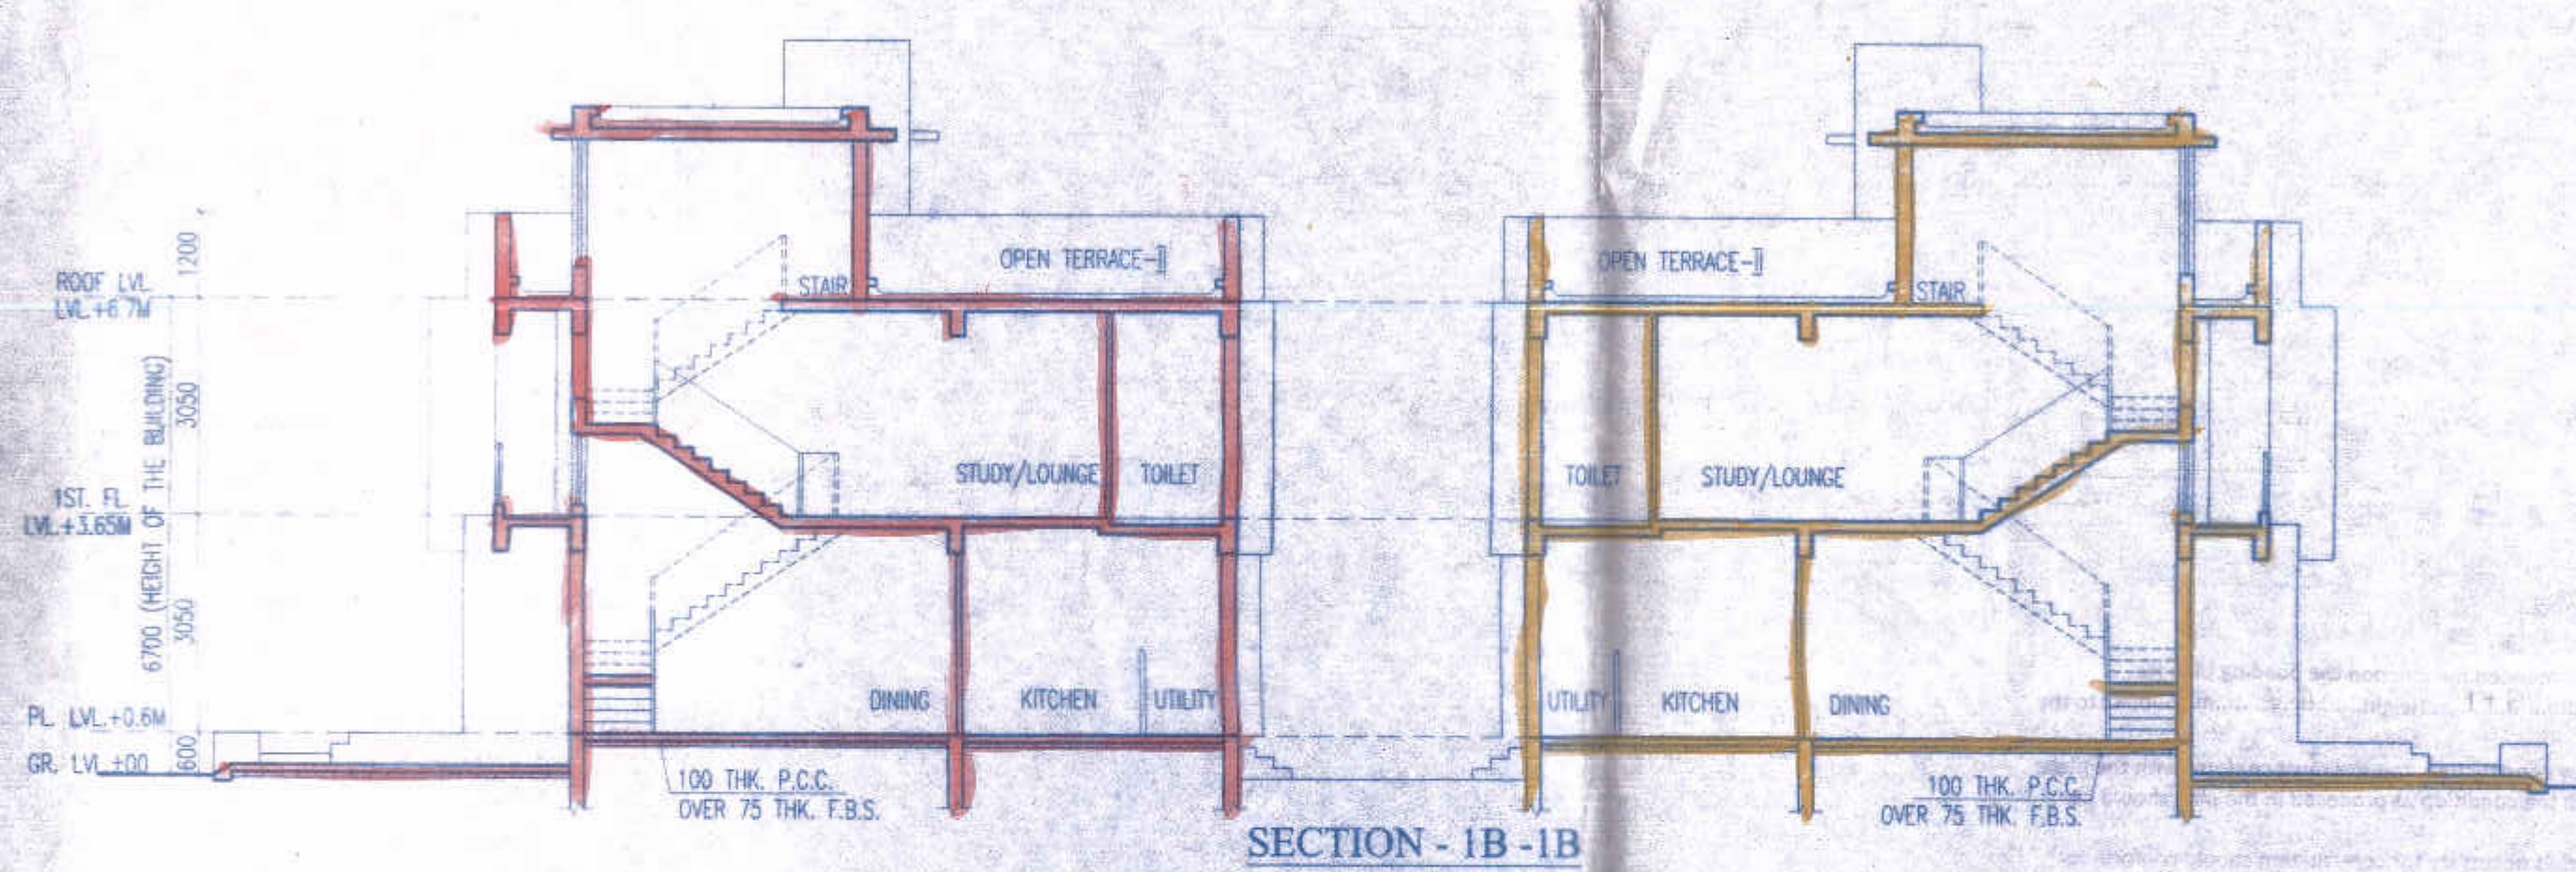 1200
ROOF LVL.
LVL.+6.7M
6700 (HEIGHT OF THE BUILDING)
3050
1ST. FL.
LVL.+3.65M
3050
PL. LVL.+0.6M
600
GR. LVL ±00
STAIR
OPEN TERRACE-II
STUDY/LOUNGE
TOILET
DINING
KITCHEN
UTILITY
100 THK. P.C.C.
OVER 75 THK. F.B.S.
OPEN TERRACE-II
STAIR
TOILET
STUDY/LOUNGE
UTILITY
KITCHEN
DINING
100 THK. P.C.C.
OVER 75 THK. F.B.S.
SECTION - 1B -1B